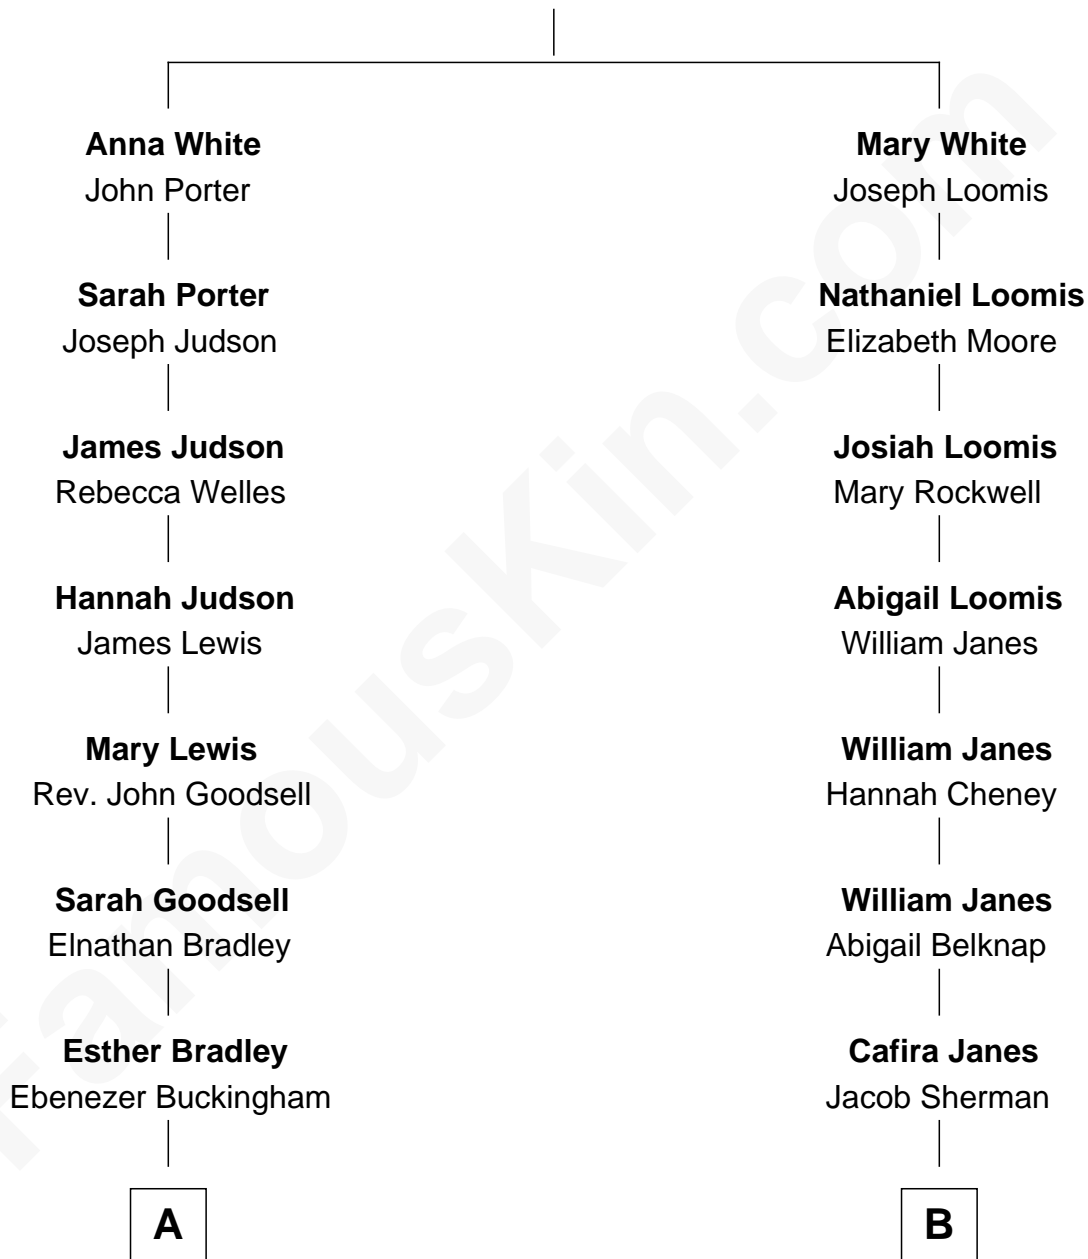 Anna White
John Porter
Sarah Porter
Joseph Judson
James Judson
Rebecca Welles
Hannah Judson
James Lewis
Mary Lewis
Rev. John Goodsell
Sarah Goodsell
Elnathan Bradley
Esther Bradley
Ebenezer Buckingham
A
Mary White
Joseph Loomis
Nathaniel Loomis
Elizabeth Moore
Josiah Loomis
Mary Rockwell
Abigail Loomis
William Janes
William Janes
Hannah Cheney
William Janes
Abigail Belknap
Cafira Janes
Jacob Sherman
B
FamousKin.com